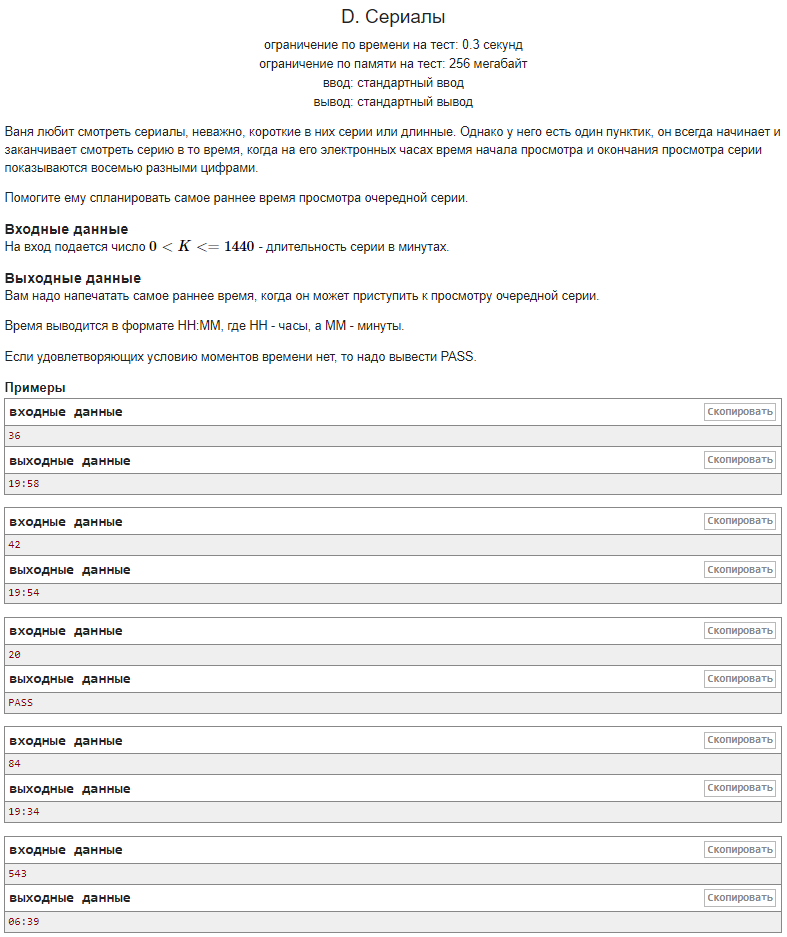 D. Сериалы
ограничение по времени на тест: 0.3 секунд
ограничение по памяти на тест: 256 мегабайт
ввод: стандартный ввод
вывод: стандартный вывод
Ваня любит смотреть сериалы, неважно, короткие в них серии или длинные. Однако у него есть один пунктик, он всегда начинает и
заканчивает смотреть серию в то время, когда на его электронных часах время начала просмотра и окончания просмотра серии
показываются восемью разными цифрами.
Помогите ему спланировать самое раннее время просмотра очередной серии.
Входные данные
На вход подается число 0 < K <= 1440 - длительность серии в минутах.
Выходные данные
Вам надо напечатать самое раннее время, когда он может приступить к просмотру очередной серии.
Время выводится в формате HH:MM, где HH - часы, а MM - минуты.
Если удовлетворяющих условию моментов времени нет, то надо вывести PASS.
Примеры
входные данные Скопировать
36
выходные данные Скопировать
19:58
входные данные Скопировать
42
выходные данные Скопировать
19:54
входные данные Скопировать
20
выходные данные Скопировать
PASS
входные данные Скопировать
84
выходные данные Скопировать
19:34
входные данные Скопировать
543
выходные данные Скопировать
06:39